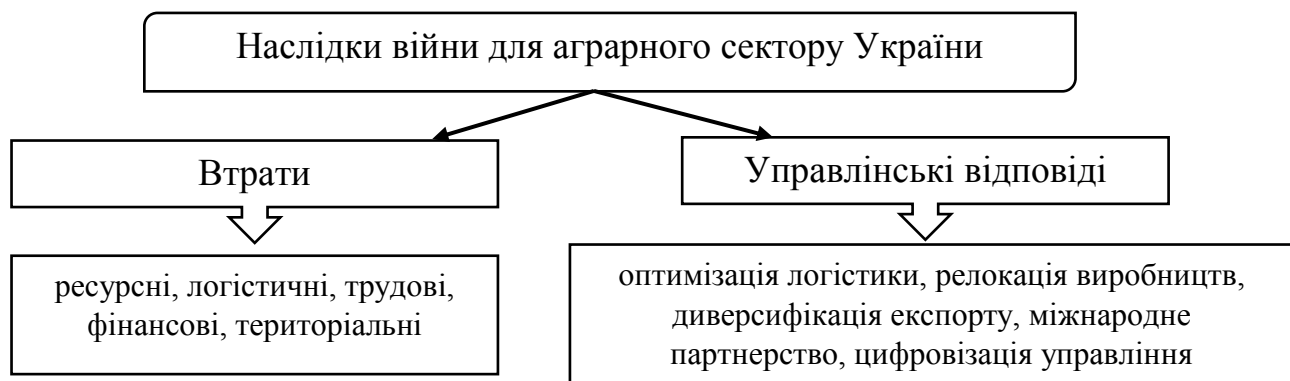 Наслідки війни для аграрного сектору України
Втрати
Управлінські відповіді
ресурсні, логістичні, трудові,
фінансові, територіальні
оптимізація логістики, релокація виробництв,
диверсифікація експорту, міжнародне
партнерство, цифровізація управління